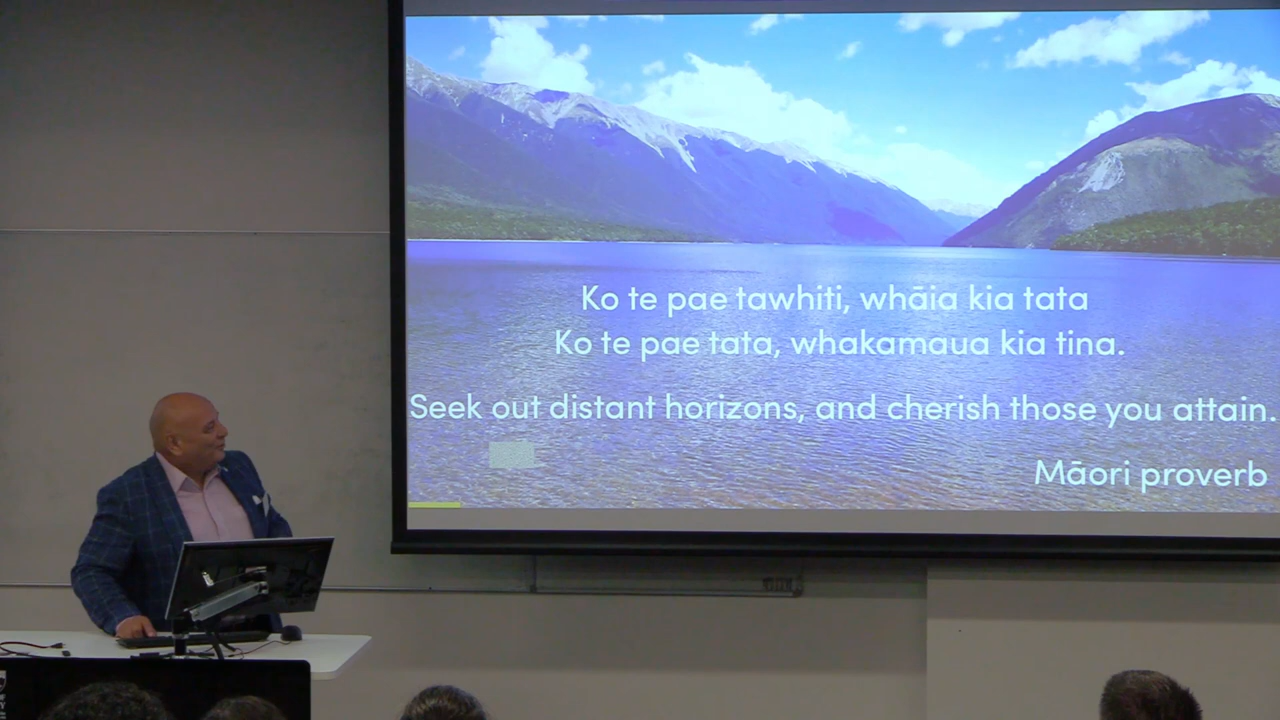 Ko te pae tawhiti, whāia kia tata
Ko te pae tata, whakamaua kia tina.
Seek out distant horizons, and cherish those you attain.
Māori proverb